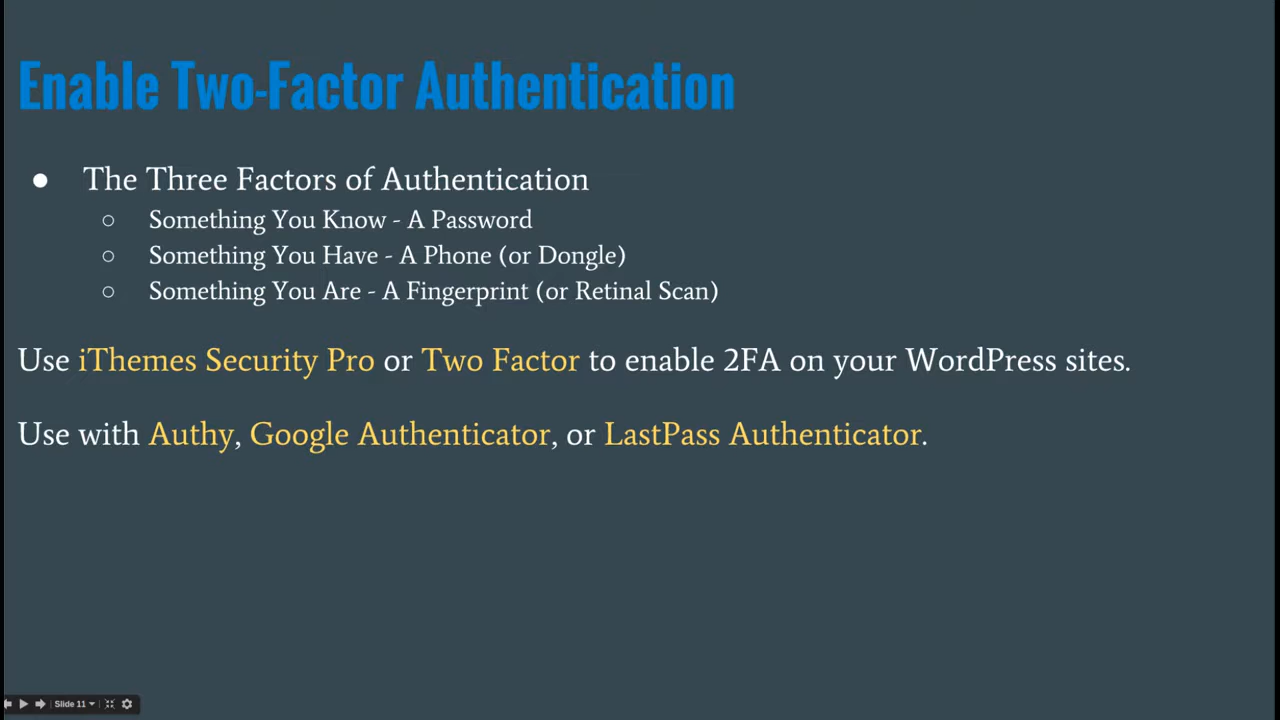 Enable Two-Factor Authentication
● The Three Factors of Authentication
○ Something You Know - A Password
○ Something You Have - A Phone (or Dongle)
○ Something You Are - A Fingerprint (or Retinal Scan)
Use iThemes Security Pro or Two Factor to enable 2FA on your WordPress sites.
Use with Authy, Google Authenticator, or LastPass Authenticator.
Slide 11